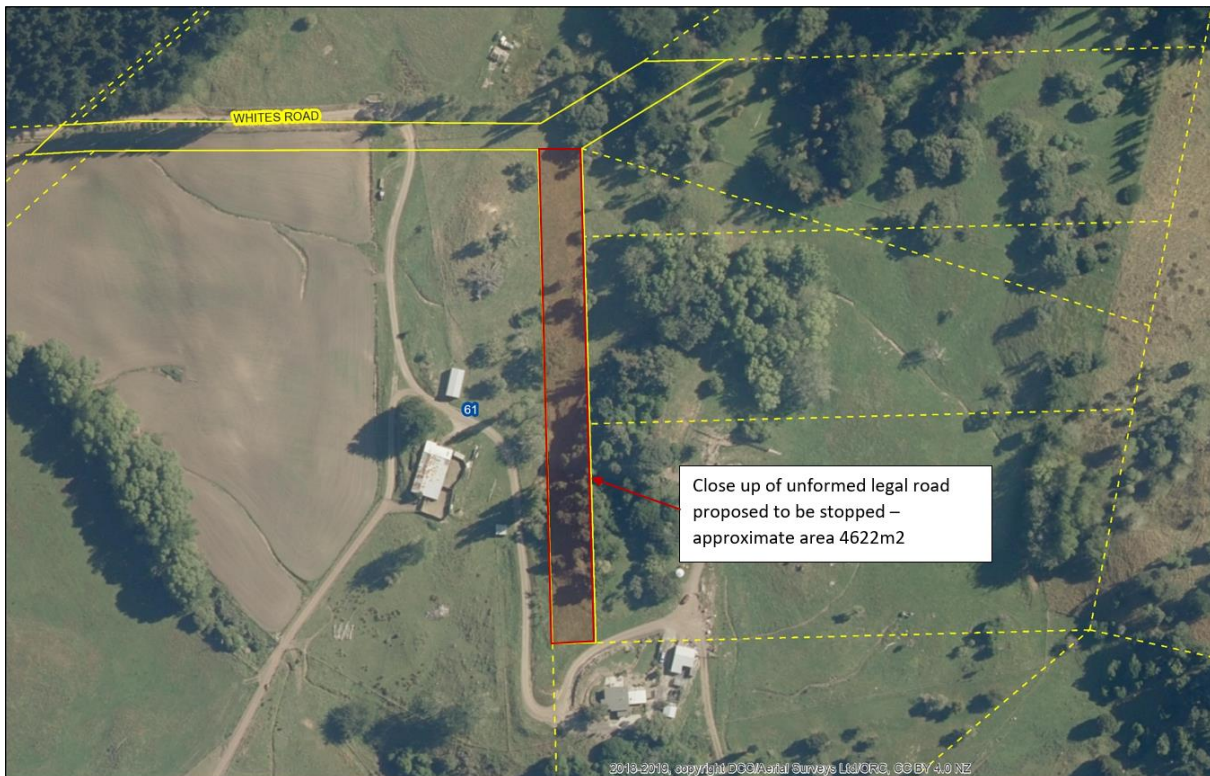 WHITES ROAD
61
Close up of unformed legal road
proposed to be stopped –
approximate area 4622m2
2018-2019, copyright DCC/Aerial Surveys Ltd/ORC, CC BY 4.0 NZ